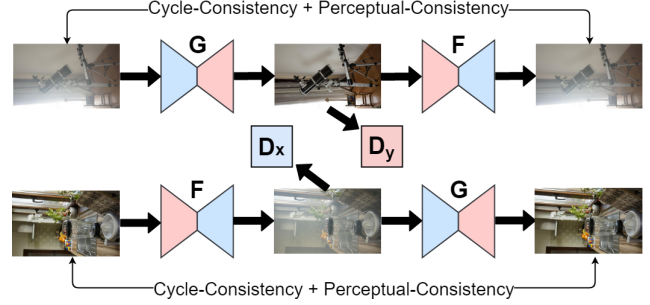 Cycle-Consistency + Perceptual-Consistency
G
F
Dx
Dy
F
G
Cycle-Consistency + Perceptual-Consistency